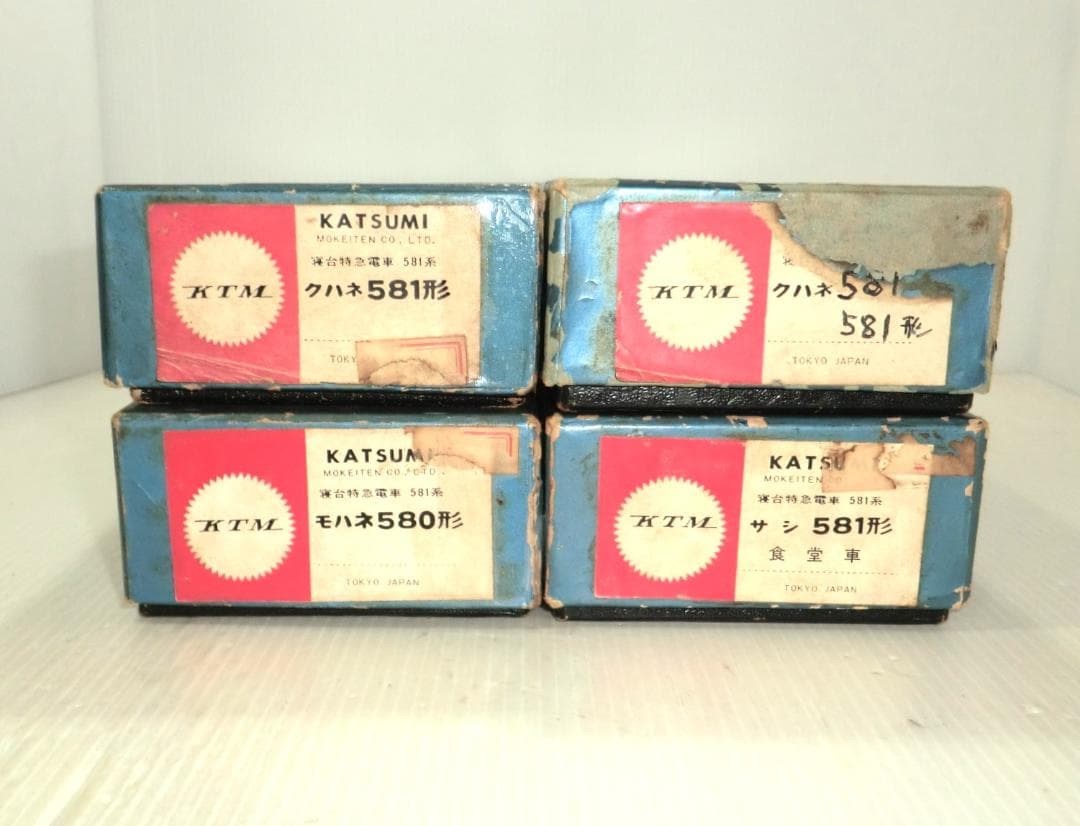 KATSUMI
MOKEITEN CO., LTD.
寝台特急電車 581系
KTM
クハネ581形
KTM
クハネ 581
581形
TOKYO JAPAN
KATSUMI
MOKEITEN CO., LTD.
寝台特急電車 581系
KTM
モハネ580形
TOKYO JAPAN
KATSU
MOKEITEN
寝台特急電車 581系
KTM
サシ 581形
食堂車
TOKYO JAPAN